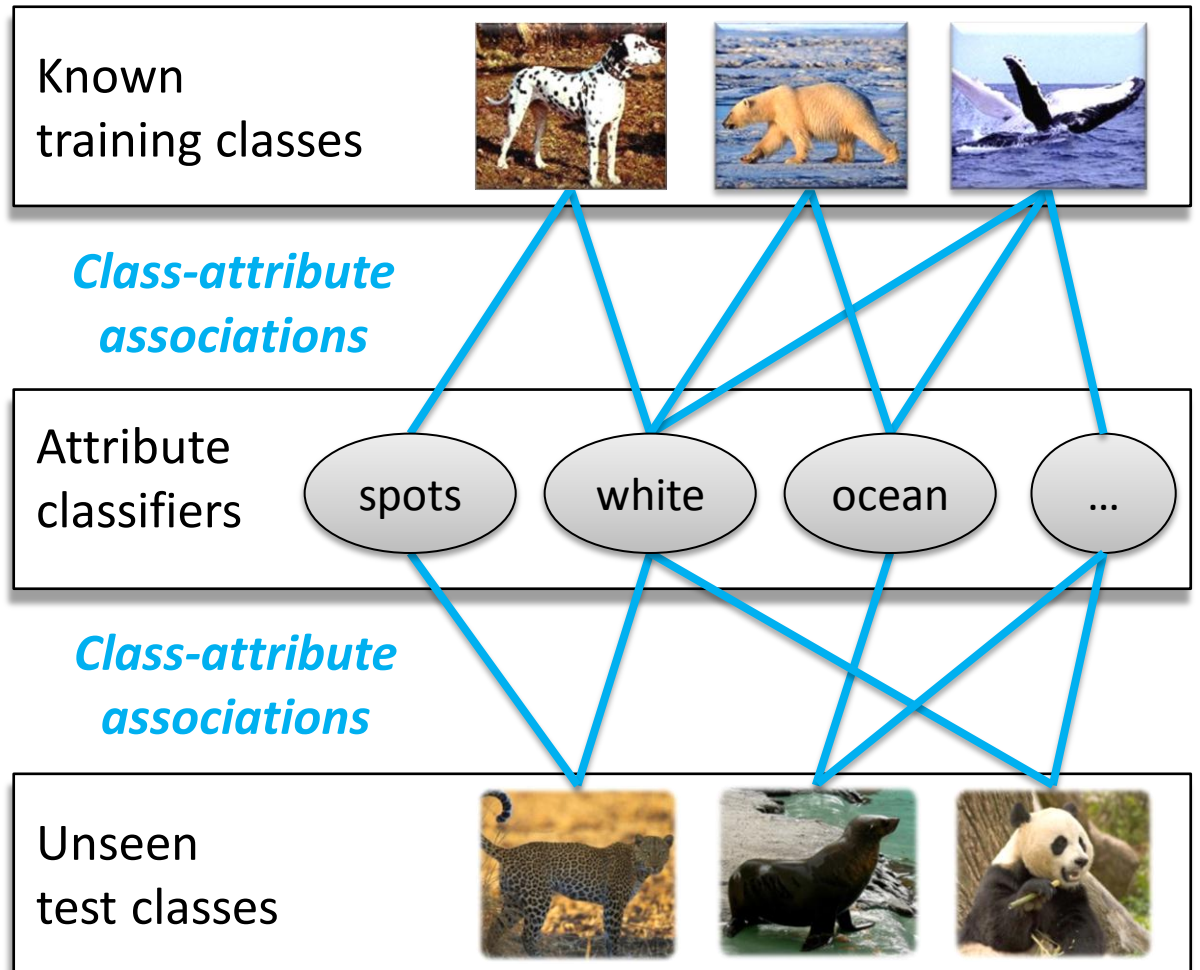 Known
training classes
Class-attribute
associations
Attribute
classifiers
spots
white
ocean
...
Class-attribute
associations
Unseen
test classes